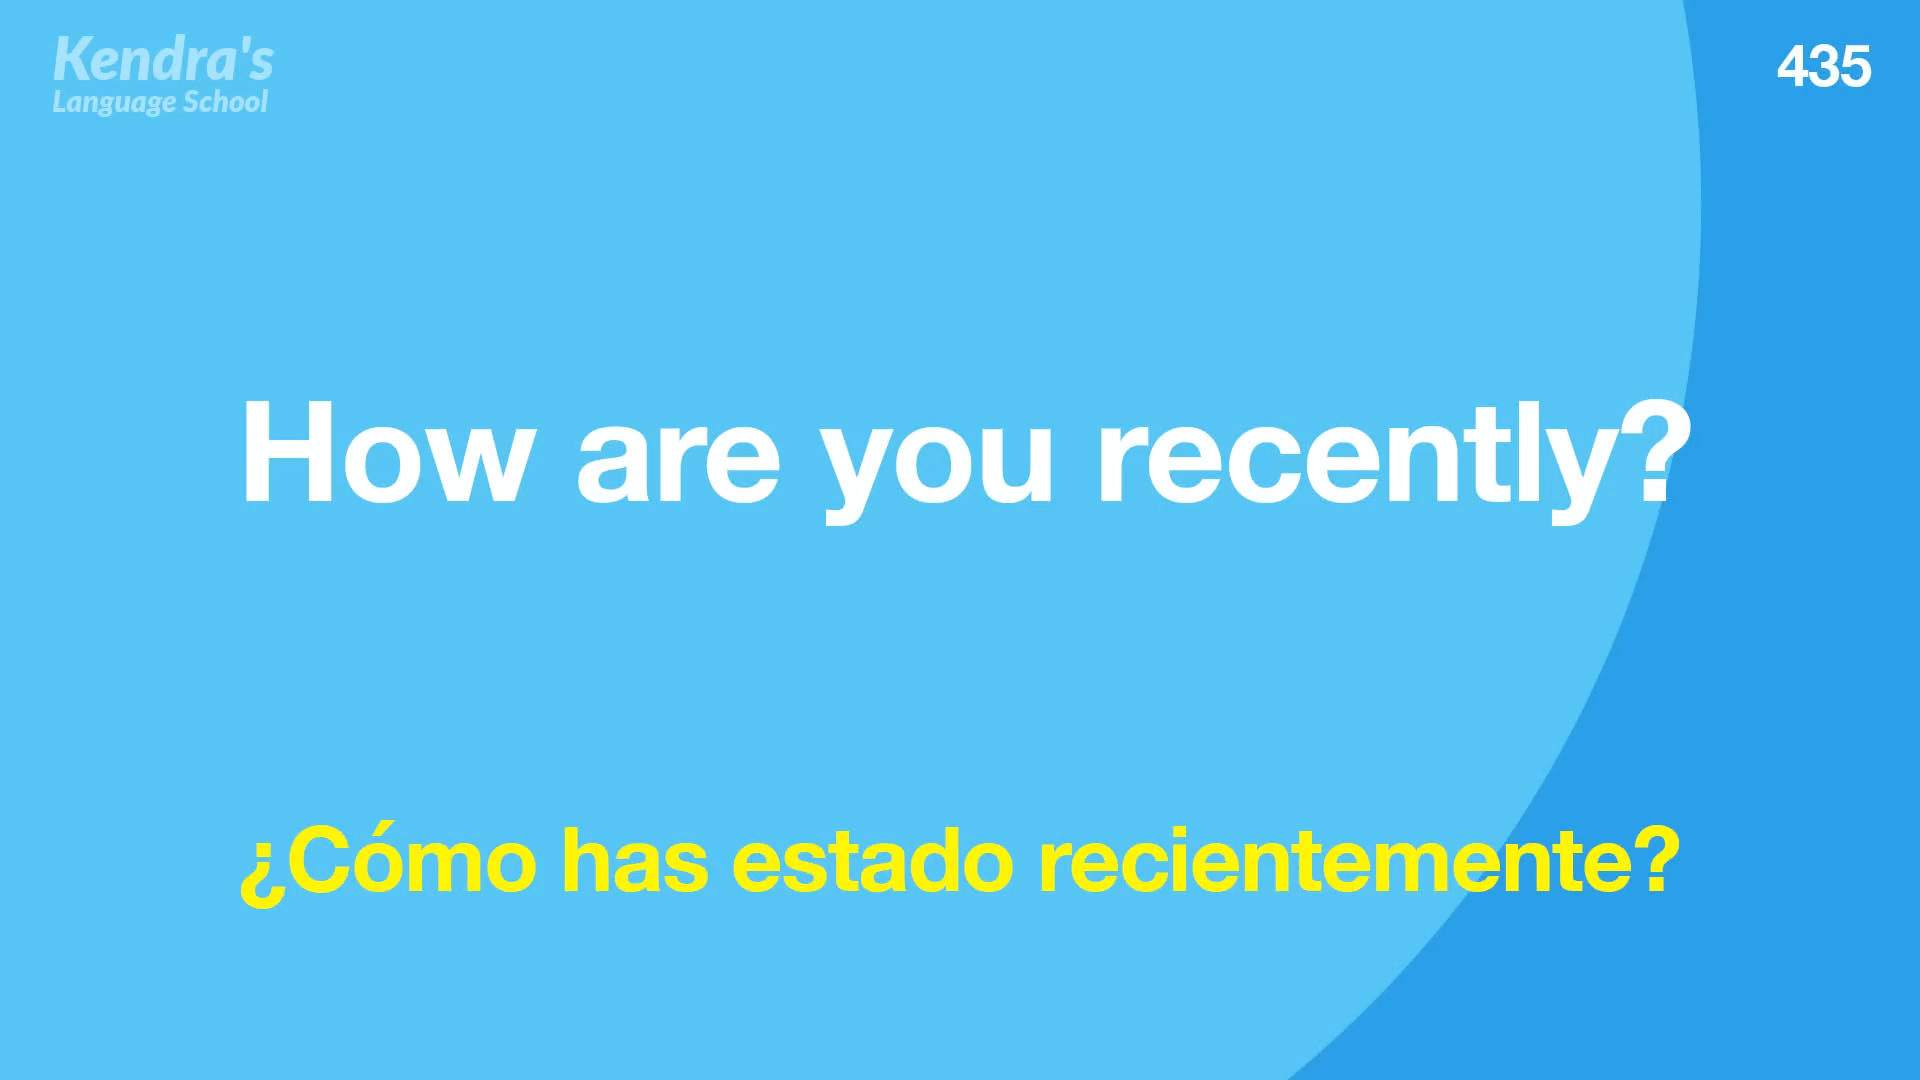 Kendra's
Language School
435
How are you recently?
¿Cómo has estado recientemente?